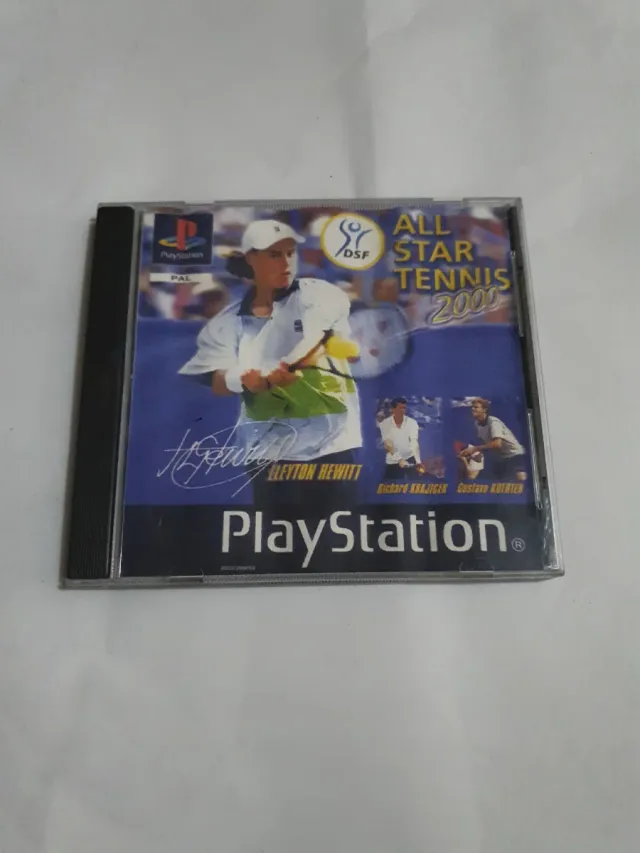 PlayStation
PAL
DSF
ALL
STAR
TENNIS
2000
LLEYTON HEWITT
Richard KRAJICEK
Gustavo KUERTEN
PlayStation®